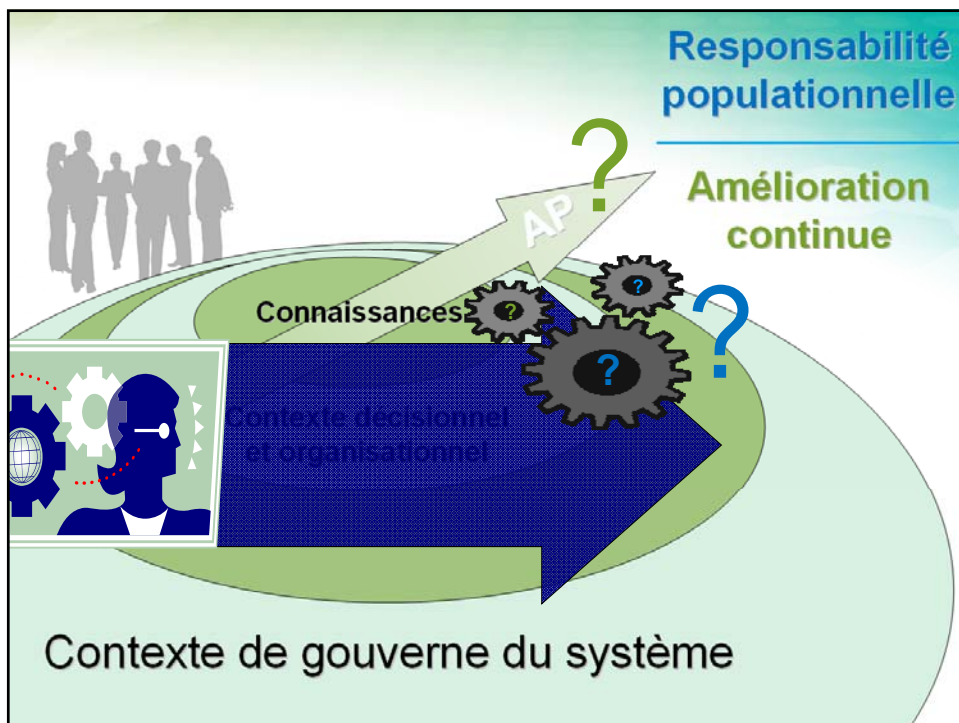 Responsabilité
populationnelle
?
Amélioration
continue
AP
Connaissances
?
?
?
?
Contexte décisionnel
et organisationnel
Contexte de gouverne du système